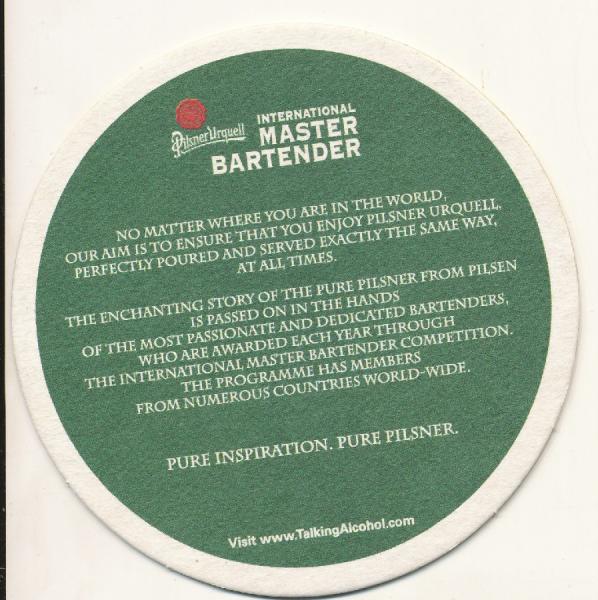 Pilsner Urquell
INTERNATIONAL
MASTER
BARTENDER
NO MATTER WHERE YOU ARE IN THE WORLD,
OUR AIM IS TO ENSURE THAT YOU ENJOY PILSNER URQUELL,
PERFECTLY POURED AND SERVED EXACTLY THE SAME WAY,
AT ALL TIMES.
THE ENCHANTING STORY OF THE PURE PILSNER FROM PILSEN
IS PASSED ON IN THE HANDS
OF THE MOST PASSIONATE AND DEDICATED BARTENDERS,
WHO ARE AWARDED EACH YEAR THROUGH
THE INTERNATIONAL MASTER BARTENDER COMPETITION.
THE PROGRAMME HAS MEMBERS
FROM NUMEROUS COUNTRIES WORLD-WIDE.
PURE INSPIRATION. PURE PILSNER.
Visit www.TalkingAlcohol.com